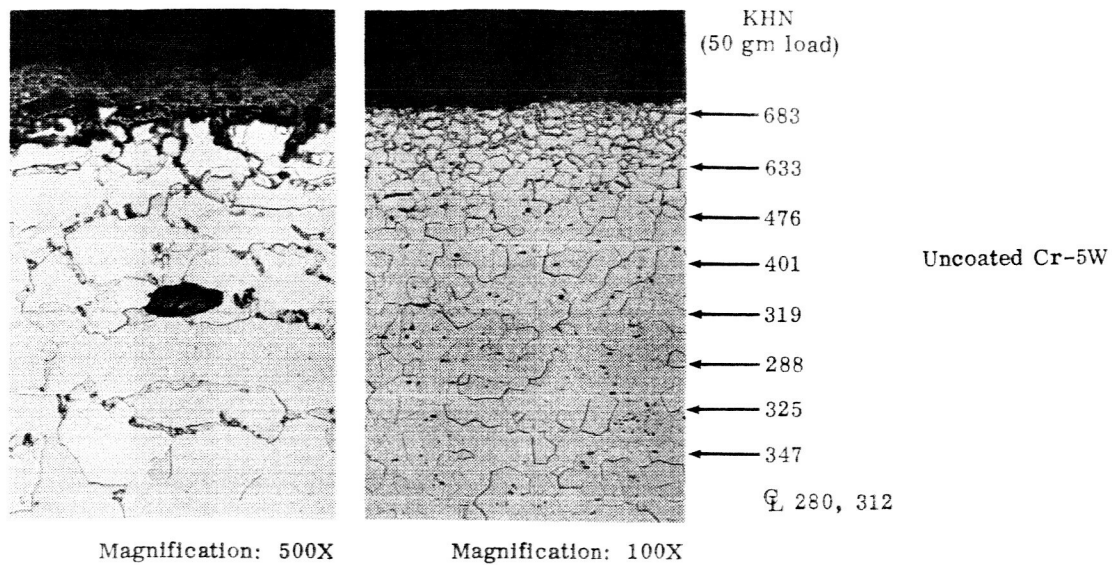 KHN
(50 gm load)
683
633
476
401
Uncoated Cr-5W
319
288
325
347
℄ 280, 312
Magnification: 500X
Magnification: 100X